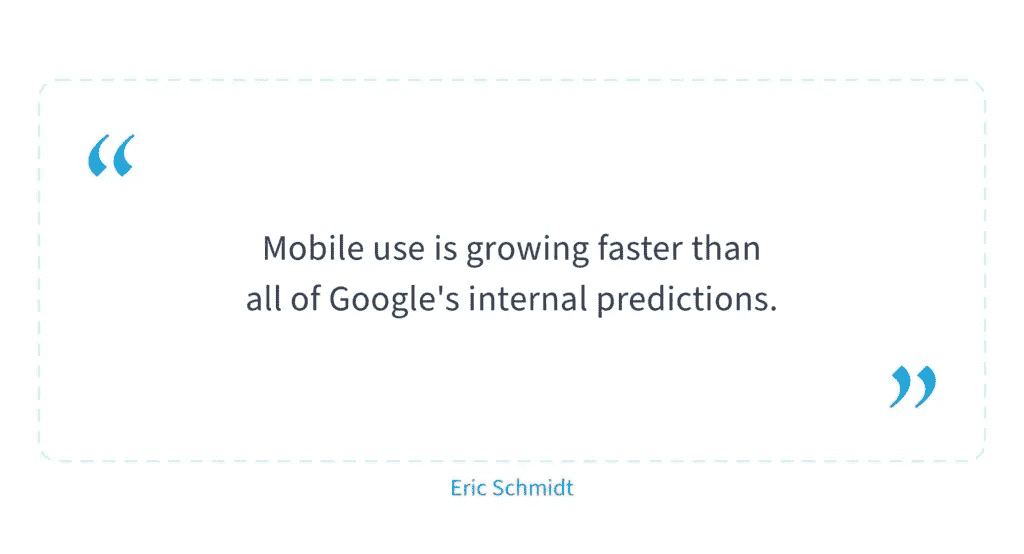 “
Mobile use is growing faster than
all of Google's internal predictions.
”
Eric Schmidt